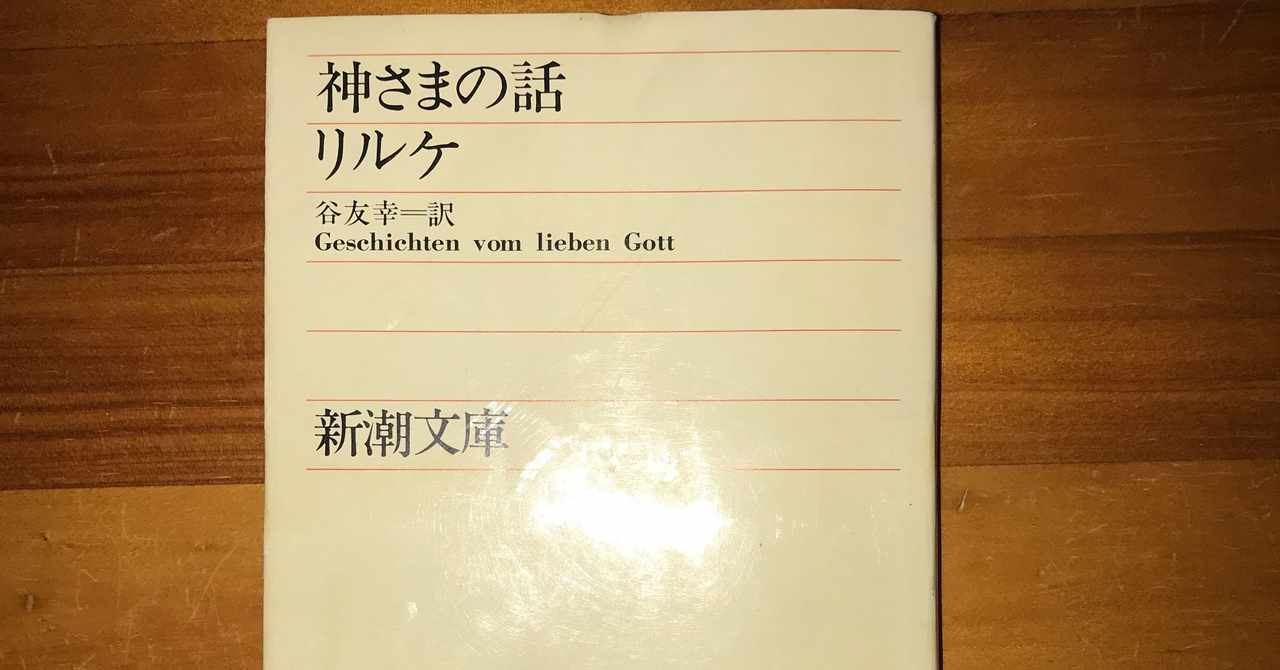 神さまの話
リルケ
谷友幸＝訳
Geschichten vom lieben Gott
新潮文庫